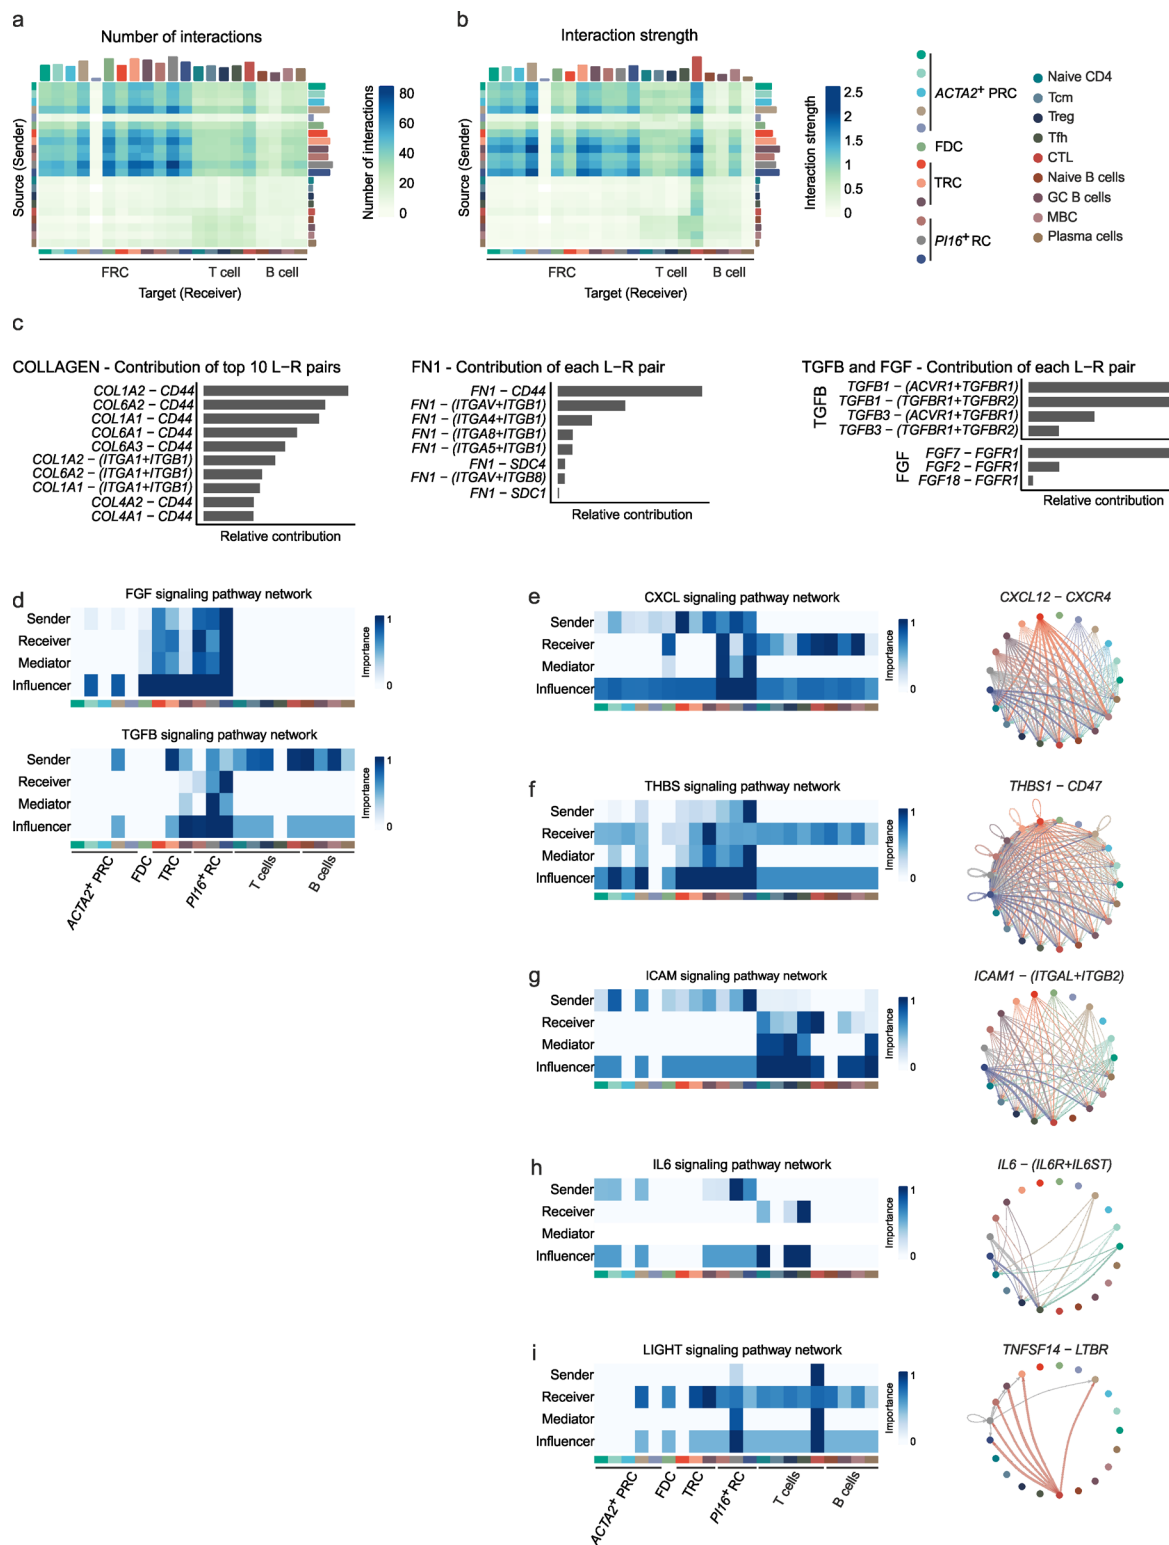 a
Number of interactions
Source (Sender)
FRC
T cell
B cell
Target (Receiver)
Number of interactions
80
60
40
20
0
b
Interaction strength
Source (Sender)
FRC
T cell
B cell
Target (Receiver)
Interaction strength
2.5
2
1.5
1
0.5
0
ACTA2+ PRC
FDC
TRC
PI16+ RC
Naive CD4
Tcm
Treg
Tfh
CTL
Naive B cells
GC B cells
MBC
Plasma cells
c
COLLAGEN - Contribution of top 10 L−R pairs
COL1A2 − CD44
COL6A2 − CD44
COL1A1 − CD44
COL6A1 − CD44
COL6A3 − CD44
COL1A2 − (ITGA1+ITGB1)
COL6A2 − (ITGA1+ITGB1)
COL1A1 − (ITGA1+ITGB1)
COL4A2 − CD44
COL4A1 − CD44
Relative contribution
FN1 - Contribution of each L−R pair
FN1 − CD44
FN1 − (ITGAV+ITGB1)
FN1 − (ITGA4+ITGB1)
FN1 − (ITGA8+ITGB1)
FN1 − (ITGA5+ITGB1)
FN1 − SDC4
FN1 − (ITGAV+ITGB8)
FN1 − SDC1
Relative contribution
TGFB and FGF - Contribution of each L−R pair
TGFB
TGFB1 − (ACVR1+TGFBR1)
TGFB1 − (TGFBR1+TGFBR2)
TGFB3 − (ACVR1+TGFBR1)
TGFB3 − (TGFBR1+TGFBR2)
FGF
FGF7 − FGFR1
FGF2 − FGFR1
FGF18 − FGFR1
Relative contribution
d
FGF signaling pathway network
Sender
Receiver
Mediator
Influencer
1
Importance
0
TGFB signaling pathway network
Sender
Receiver
Mediator
Influencer
1
Importance
0
ACTA2+ PRC
FDC
TRC
PI16+ RC
T cells
B cells
e
CXCL signaling pathway network
Sender
Receiver
Mediator
Influencer
1
Importance
0
CXCL12 − CXCR4
f
THBS signaling pathway network
Sender
Receiver
Mediator
Influencer
1
Importance
0
THBS1 − CD47
g
ICAM signaling pathway network
Sender
Receiver
Mediator
Influencer
1
Importance
0
ICAM1 − (ITGAL+ITGB2)
h
IL6 signaling pathway network
Sender
Receiver
Mediator
Influencer
1
Importance
0
IL6 − (IL6R+IL6ST)
i
LIGHT signaling pathway network
Sender
Receiver
Mediator
Influencer
1
Importance
0
TNFSF14 − LTBR
ACTA2+ PRC
FDC
TRC
PI16+ RC
T cells
B cells